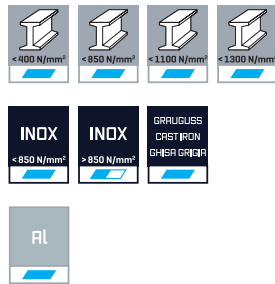 <400 N/mm² <850 N/mm² <1100 N/mm² <1300 N/mm²
INOX INOX GRAUGUSS
CAST IRON
<850 N/mm² >850 N/mm² GHISA GRIGIA
Al